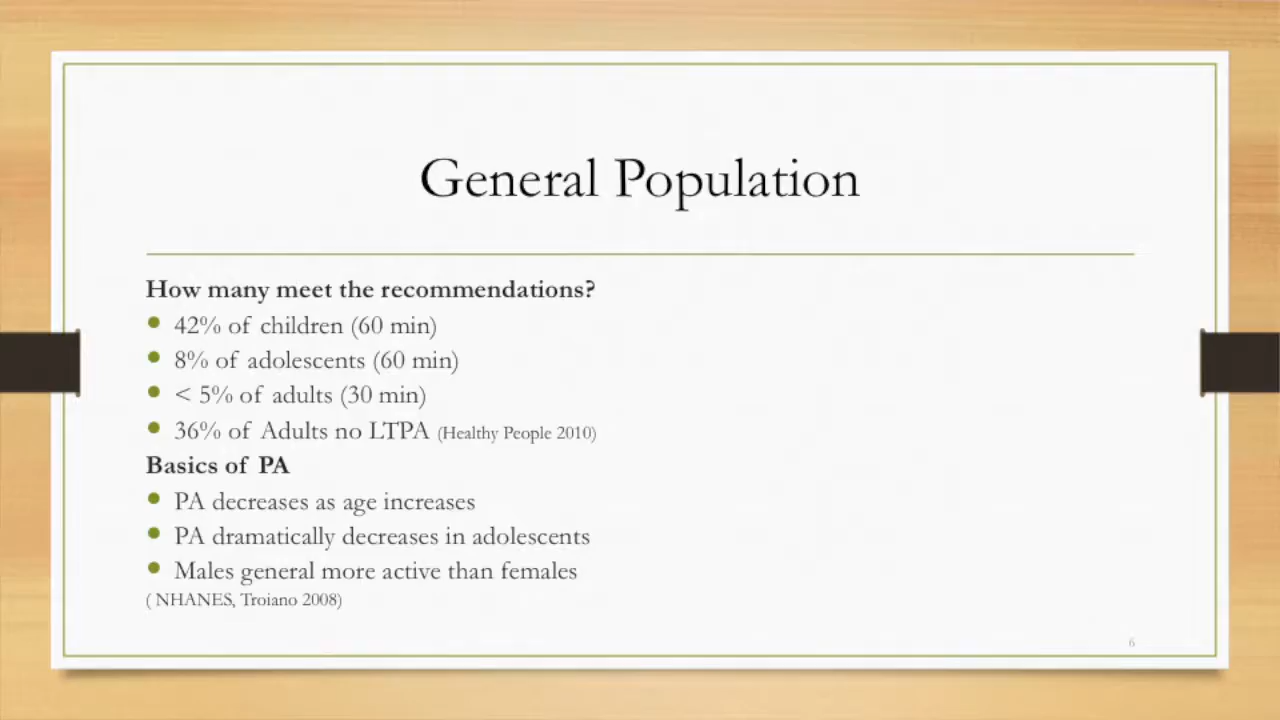 General Population
How many meet the recommendations?
42% of children (60 min)
8% of adolescents (60 min)
< 5% of adults (30 min)
36% of Adults no LTPA (Healthy People 2010)
Basics of PA
PA decreases as age increases
PA dramatically decreases in adolescents
Males general more active than females
( NHANES, Troiano 2008)
6